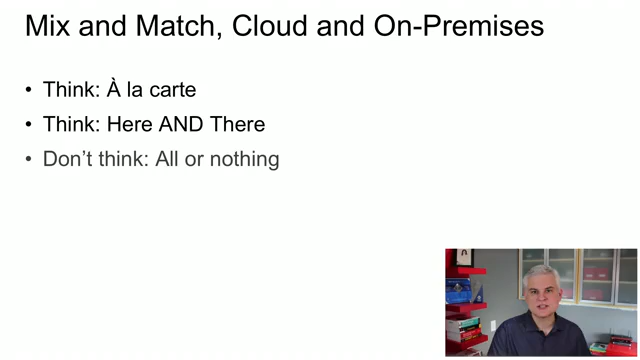 Mix and Match, Cloud and On-Premises
• Think: À la carte
• Think: Here AND There
• Don't think: All or nothing